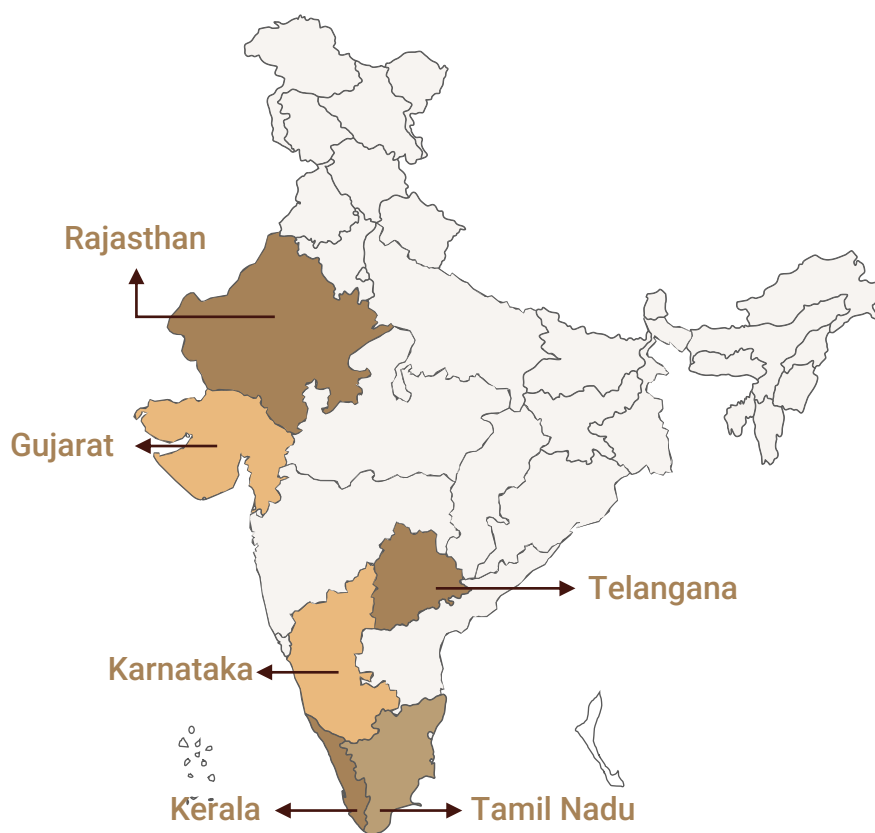 Rajasthan
Gujarat
Telangana
Karnataka
Kerala
Tamil Nadu